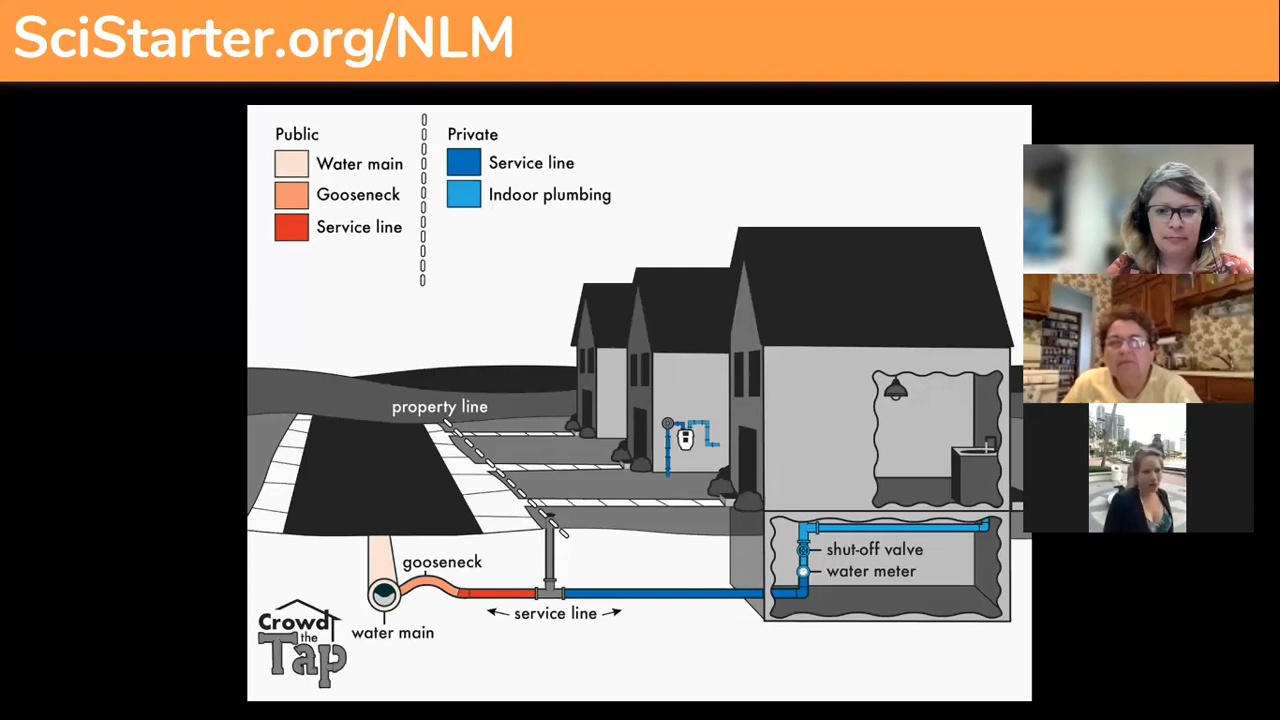 SciStarter.org/NLM
Public
Water main
Gooseneck
Service line
Private
Service line
Indoor plumbing
property line
gooseneck
service line
water main
shut-off valve
water meter
Crowd
the
Tap